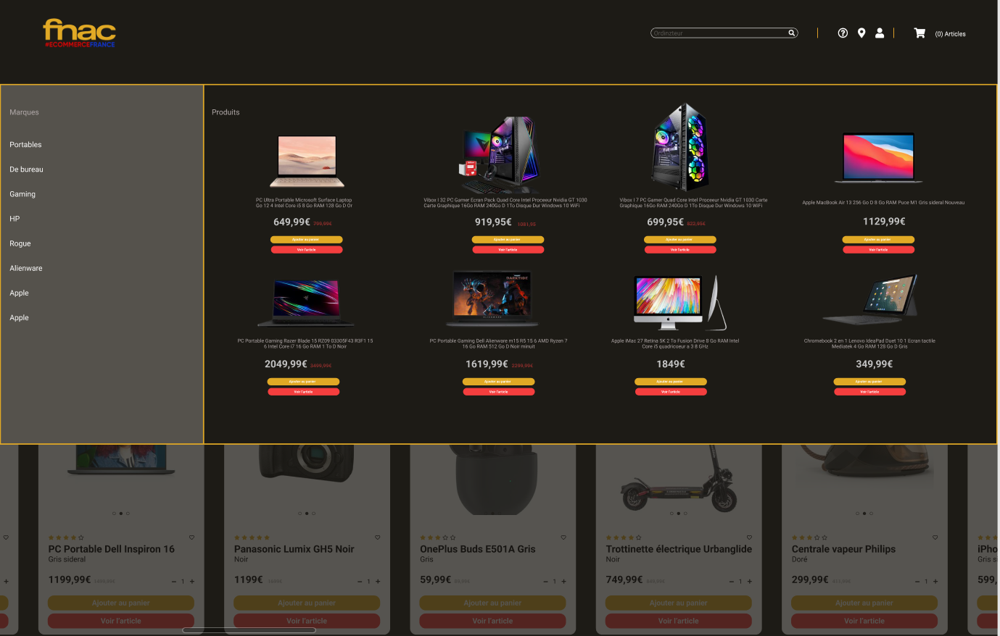 fnac
#ECOMMERCEFRANCE
Ordinzteur
(0) Articles
Marques
Portables
De bureau
Gaming
HP
Rogue
Alienware
Apple
Apple
Produits
PC Ultra Portable Microsoft Surface Laptop
Go 12 4 Intel Core i5 8 Go RAM 128 Go D Or
649,99€ 799,99€
Ajouter au panier
Voir l'article
Vibox I 32 PC Gamer Ecran Pack Quad Core Intel Proceeur Nvidia GT 1030
Carte Graphique 16Go RAM 240Go D 1To Disque Dur Windows 10 WiFi
919,95€ 1081,95
Ajouter au panier
Voir l'article
Vibox I 7 PC Gamer Quad Core Intel Proceeur Nvidia GT 1030 Carte
Graphique 16Go RAM 240Go D 1To Disque Dur Windows 10 WiFi
699,95€ 822,95€
Ajouter au panier
Voir l'article
Apple MacBook Air 13 256 Go D 8 Go RAM Puce M1 Gris sideral Nouveau
1129,99€
Ajouter au panier
Voir l'article
PC Portable Gaming Razer Blade 15 RZ09 03305F43 R3F1 15
6 Intel Core i7 16 Go RAM 1 To D Noir
2049,99€ 3499,99€
Ajouter au panier
Voir l'article
DARKTIDE
ALIENWARE
PC Portable Gaming Dell Alienware m15 R5 15 6 AMD Ryzen 7
16 Go RAM 512 Go D Noir minuit
1619,99€ 2299,99€
Ajouter au panier
Voir l'article
Apple iMac 27 Retina 5K 2 To Fusion Drive 8 Go RAM Intel
Core i5 quadricoeur a 3 8 GHz
1849€
Ajouter au panier
Voir l'article
Chromebook 2 en 1 Lenovo IdeaPad Duet 10 1 Ecran tactile
Mediatek 4 Go RAM 128 Go D Gris
349,99€
Ajouter au panier
Voir l'article
PC Portable Dell Inspiron 16
Gris sideral
1199,99€
− 1 +
Ajouter au panier
Voir l'article
Panasonic Lumix GH5 Noir
Noir
1199€
− 1 +
Ajouter au panier
Voir l'article
OnePlus Buds E501A Gris
Gris
59,99€
− 1 +
Ajouter au panier
Voir l'article
Trottinette électrique Urbanglide
Noir
749,99€
− 1 +
Ajouter au panier
Voir l'article
Centrale vapeur Philips
Doré
299,99€
− 1 +
Ajouter au panier
Voir l'article
iPho
Gris s
599,
+